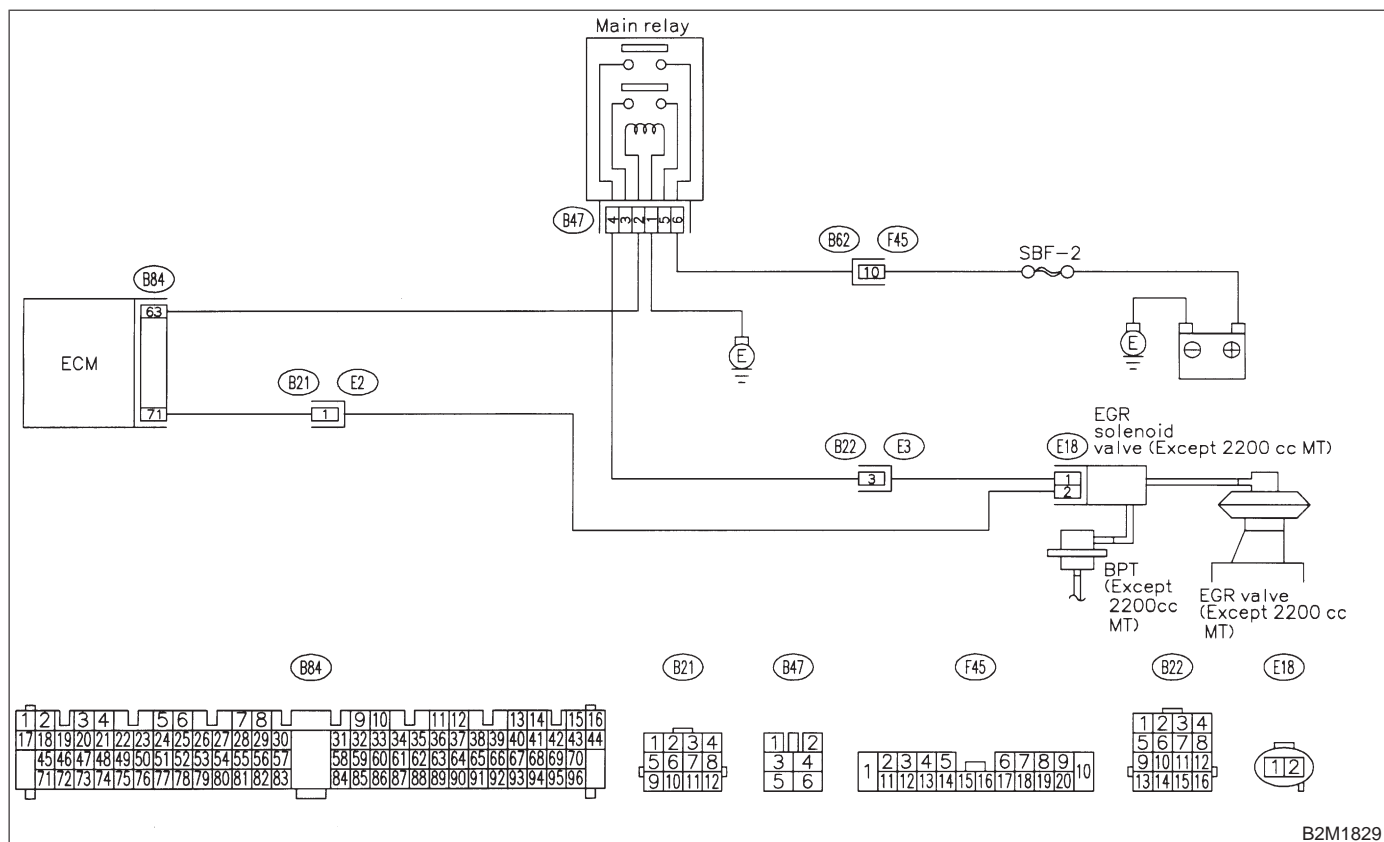 Main relay
B47
4 3 2 1 5 6
B62 F45
10
SBF-2
B84
63
ECM
71
B21 E2
1
E
E
B22 E3
3
E18
1
2
EGR
solenoid
valve (Except 2200 cc MT)
BPT
(Except
2200cc
MT)
EGR valve
(Except 2200 cc
MT)
B84
1 2 3 4 5 6 7 8 9 10 11 12 13 14 15 16
17 18 19 20 21 22 23 24 25 26 27 28 29 30 31 32 33 34 35 36 37 38 39 40 41 42 43 44
45 46 47 48 49 50 51 52 53 54 55 56 57 58 59 60 61 62 63 64 65 66 67 68 69 70
71 72 73 74 75 76 77 78 79 80 81 82 83 84 85 86 87 88 89 90 91 92 93 94 95 96
B21
1 2 3 4
5 6 7 8
9 10 11 12
B47
1 2
3 4
5 6
F45
1 2 3 4 5 6 7 8 9 10
11 12 13 14 15 16 17 18 19 20
B22
1 2 3 4
5 6 7 8
9 10 11 12
13 14 15 16
E18
1 2
B2M1829